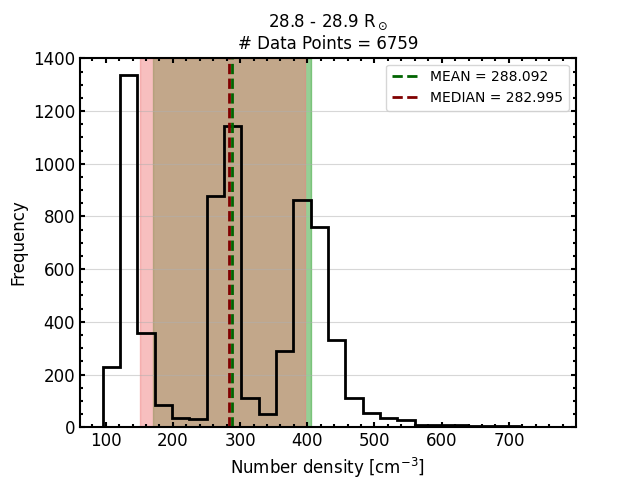 28.8 - 28.9 R⊙
# Data Points = 6759
1400
1200
1000
800
600
400
200
0
Frequency
MEAN = 288.092
MEDIAN = 282.995
100 200 300 400 500 600 700
Number density [cm⁻³]